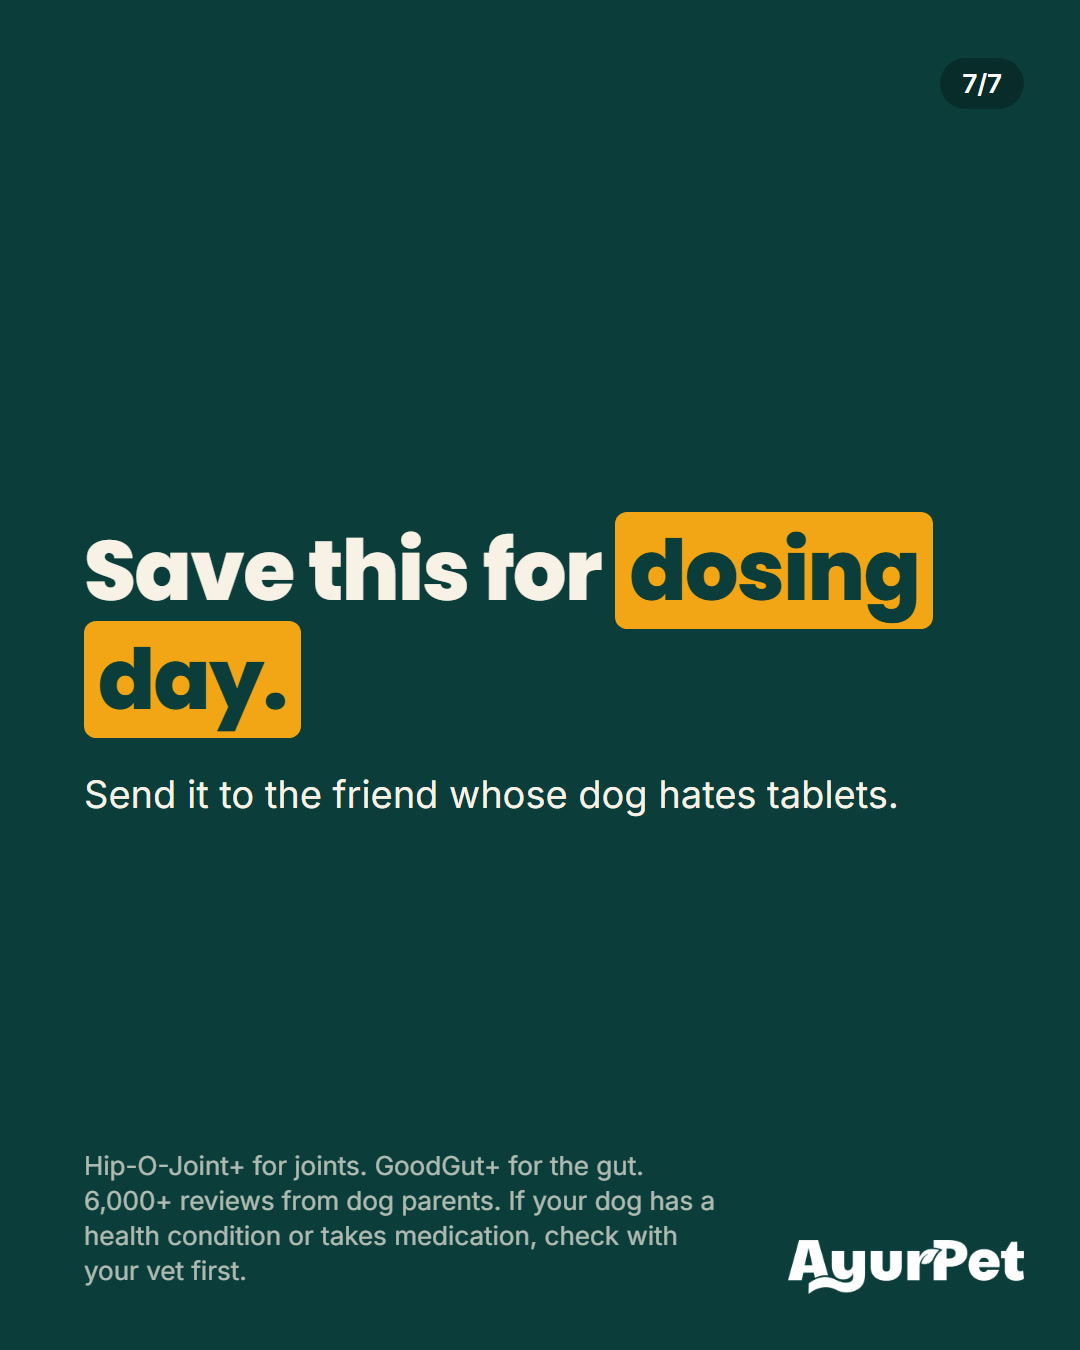 7/7
Save this for dosing
day.
Send it to the friend whose dog hates tablets.
Hip-O-Joint+ for joints. GoodGut+ for the gut.
6,000+ reviews from dog parents. If your dog has a
health condition or takes medication, check with
your vet first.
AyurPet